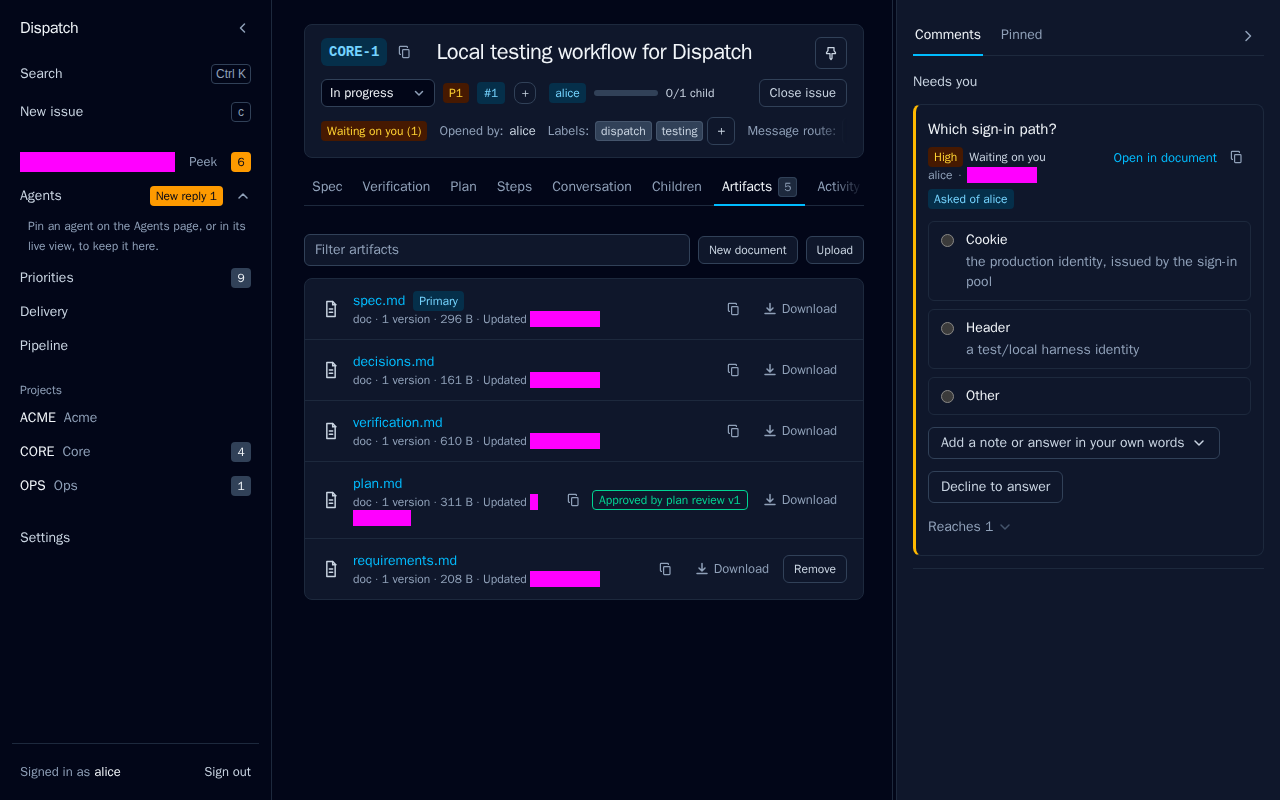 Dispatch
Search
Ctrl K
New issue
c
Peek
6
Agents
New reply 1
Pin an agent on the Agents page, or in its
live view, to keep it here.
Priorities
9
Delivery
Pipeline
Projects
ACME Acme
CORE Core
4
OPS Ops
1
Settings
Signed in as alice
Sign out
CORE-1
Local testing workflow for Dispatch
In progress
P1
#1
+
alice
0/1 child
Close issue
Waiting on you (1)
Opened by: alice
Labels:
dispatch
testing
+
Message route:
Spec
Verification
Plan
Steps
Conversation
Children
Artifacts
5
Activity
Filter artifacts
New document
Upload
spec.md
Primary
doc · 1 version · 296 B · Updated
Download
decisions.md
doc · 1 version · 161 B · Updated
Download
verification.md
doc · 1 version · 610 B · Updated
Download
plan.md
doc · 1 version · 311 B · Updated
Approved by plan review v1
Download
requirements.md
doc · 1 version · 208 B · Updated
Download
Remove
Comments
Pinned
Needs you
Which sign-in path?
High
Waiting on you
Open in document
alice ·
Asked of alice
Cookie
the production identity, issued by the sign-in
pool
Header
a test/local harness identity
Other
Add a note or answer in your own words
Decline to answer
Reaches 1